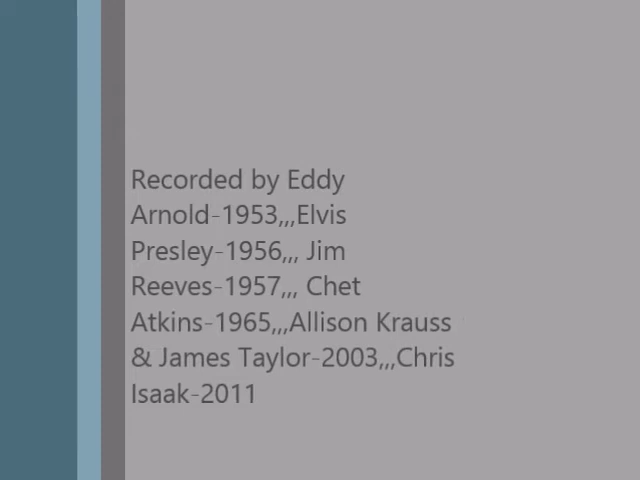 Recorded by Eddy
Arnold-1953,,,Elvis
Presley-1956,,, Jim
Reeves-1957,,, Chet
Atkins-1965,,,Allison Krauss
& James Taylor-2003,,,Chris
Isaak-2011